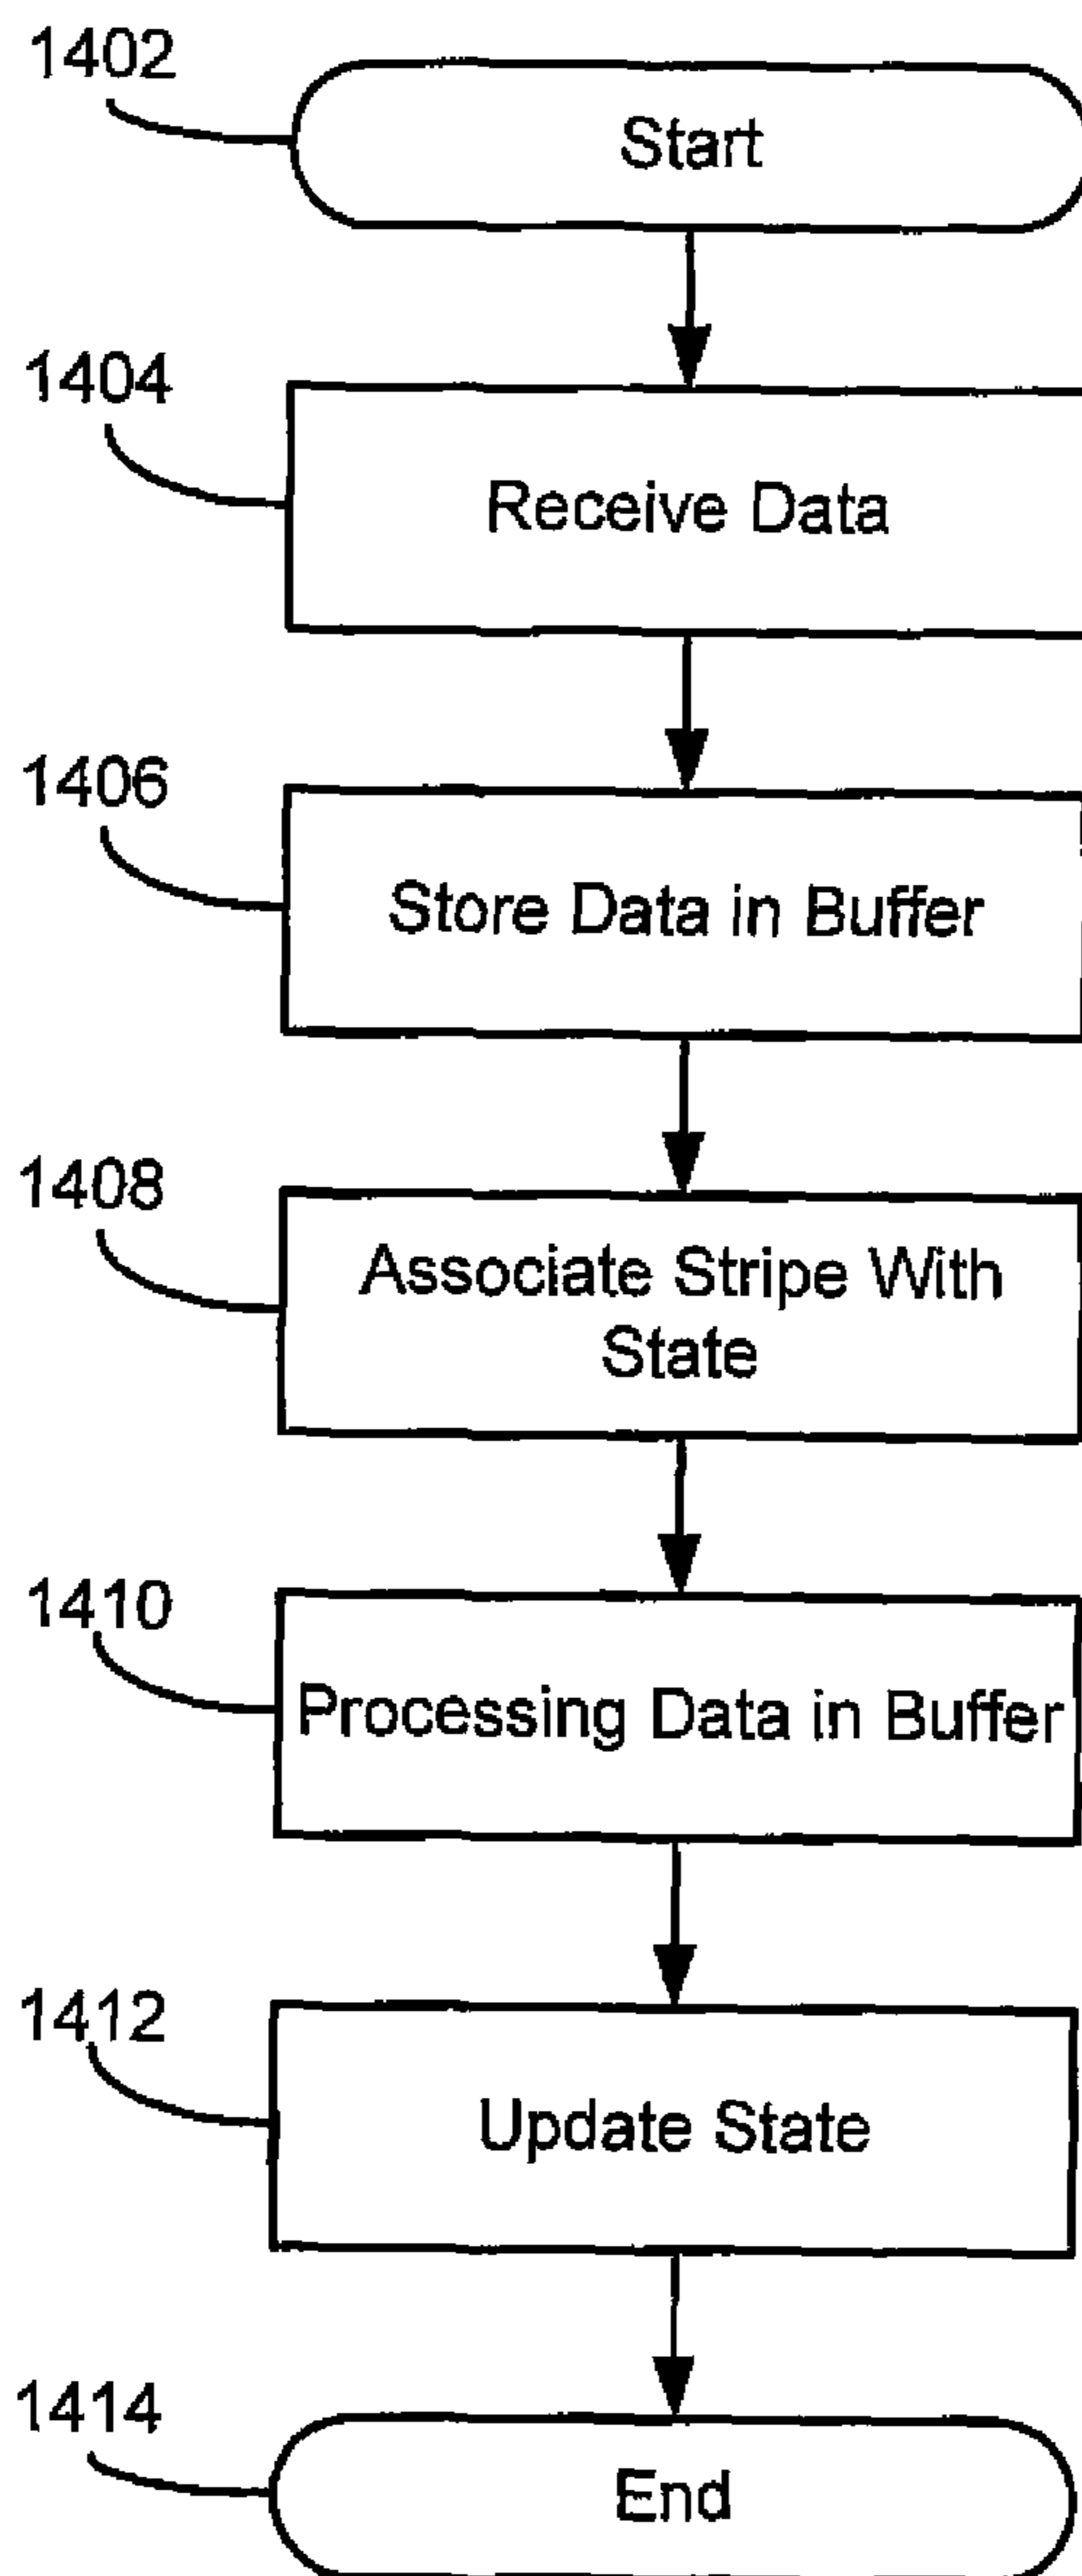 1402
Start
1404
Receive Data
1406
Store Data in Buffer
1408
Associate Stripe With
State
1410
Processing Data in Buffer
1412
Update State
1414
End